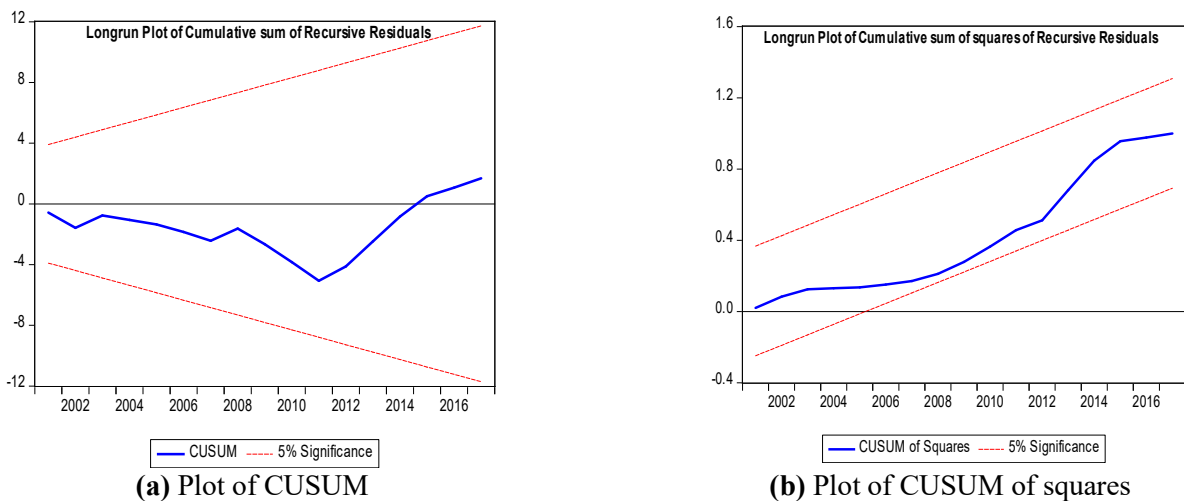 Longrun Plot of Cumulative sum of Recursive Residuals
12
8
4
0
-4
-8
-12
2002 2004 2006 2008 2010 2012 2014 2016
CUSUM 5% Significance
(a) Plot of CUSUM
Longrun Plot of Cumulative sum of squares of Recursive Residuals
1.6
1.2
0.8
0.4
0.0
-0.4
2002 2004 2006 2008 2010 2012 2014 2016
CUSUM of Squares 5% Significance
(b) Plot of CUSUM of squares